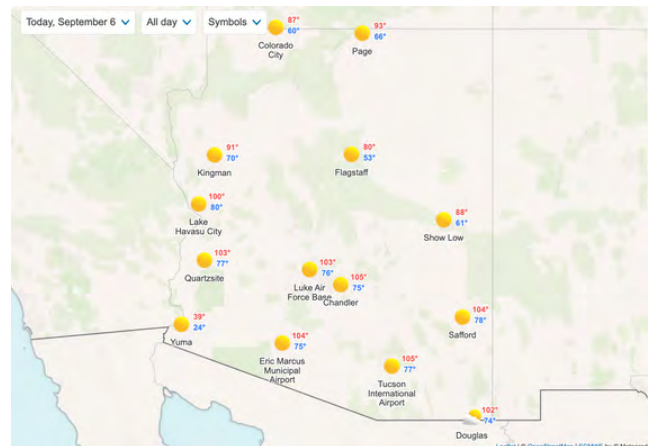 Today, September 6
All day
Symbols
87°
60°
Colorado
City
93°
66°
Page
91°
70°
Kingman
80°
53°
Flagstaff
100°
80°
Lake
Havasu City
88°
61°
Show Low
103°
77°
Quartzsite
103°
76°
Luke Air
Force Base
105°
75°
Chandler
104°
78°
Safford
39°
24°
Yuma
104°
75°
Eric Marcus
Municipal
Airport
105°
77°
Tucson
International
Airport
102°
74°
Douglas